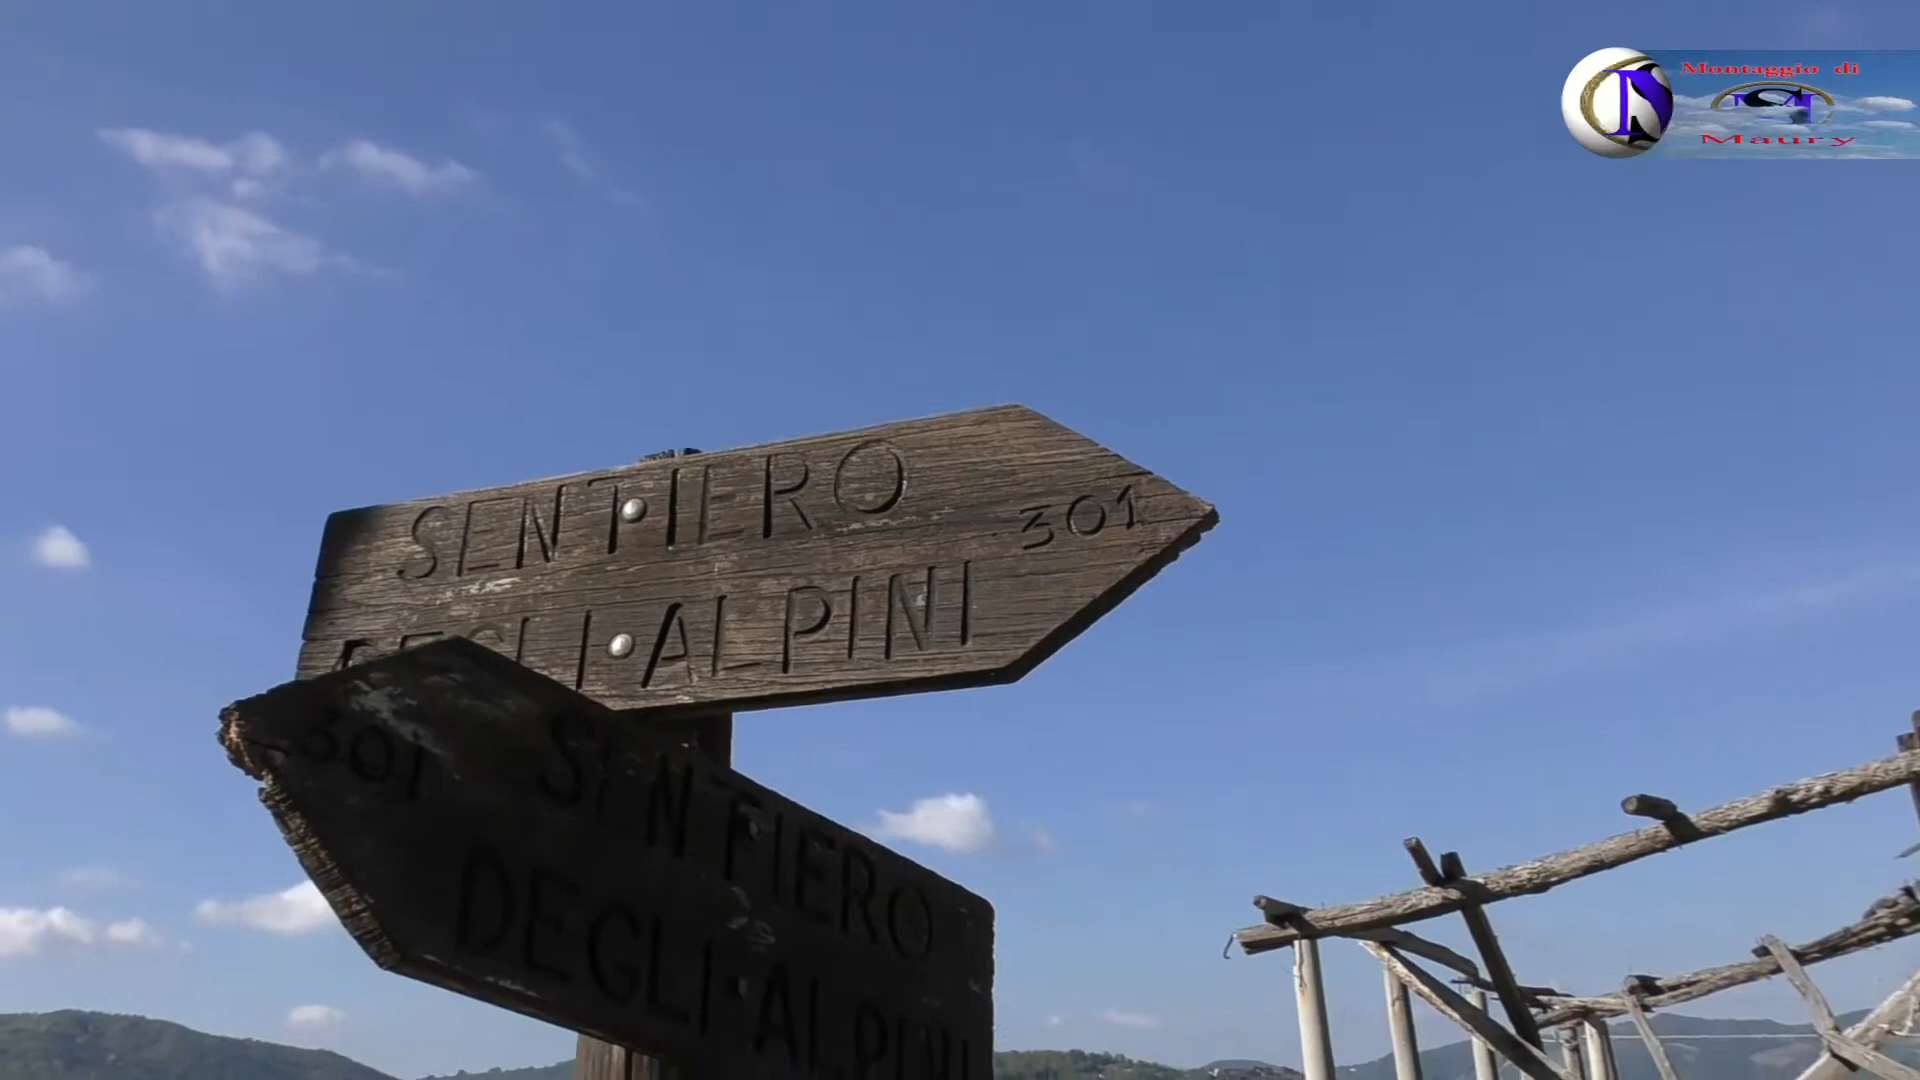 Montaggio di
Maury
SENTIERO
301
DEGLI·ALPINI
301
SENTIERO
DEGLI·ALPINI